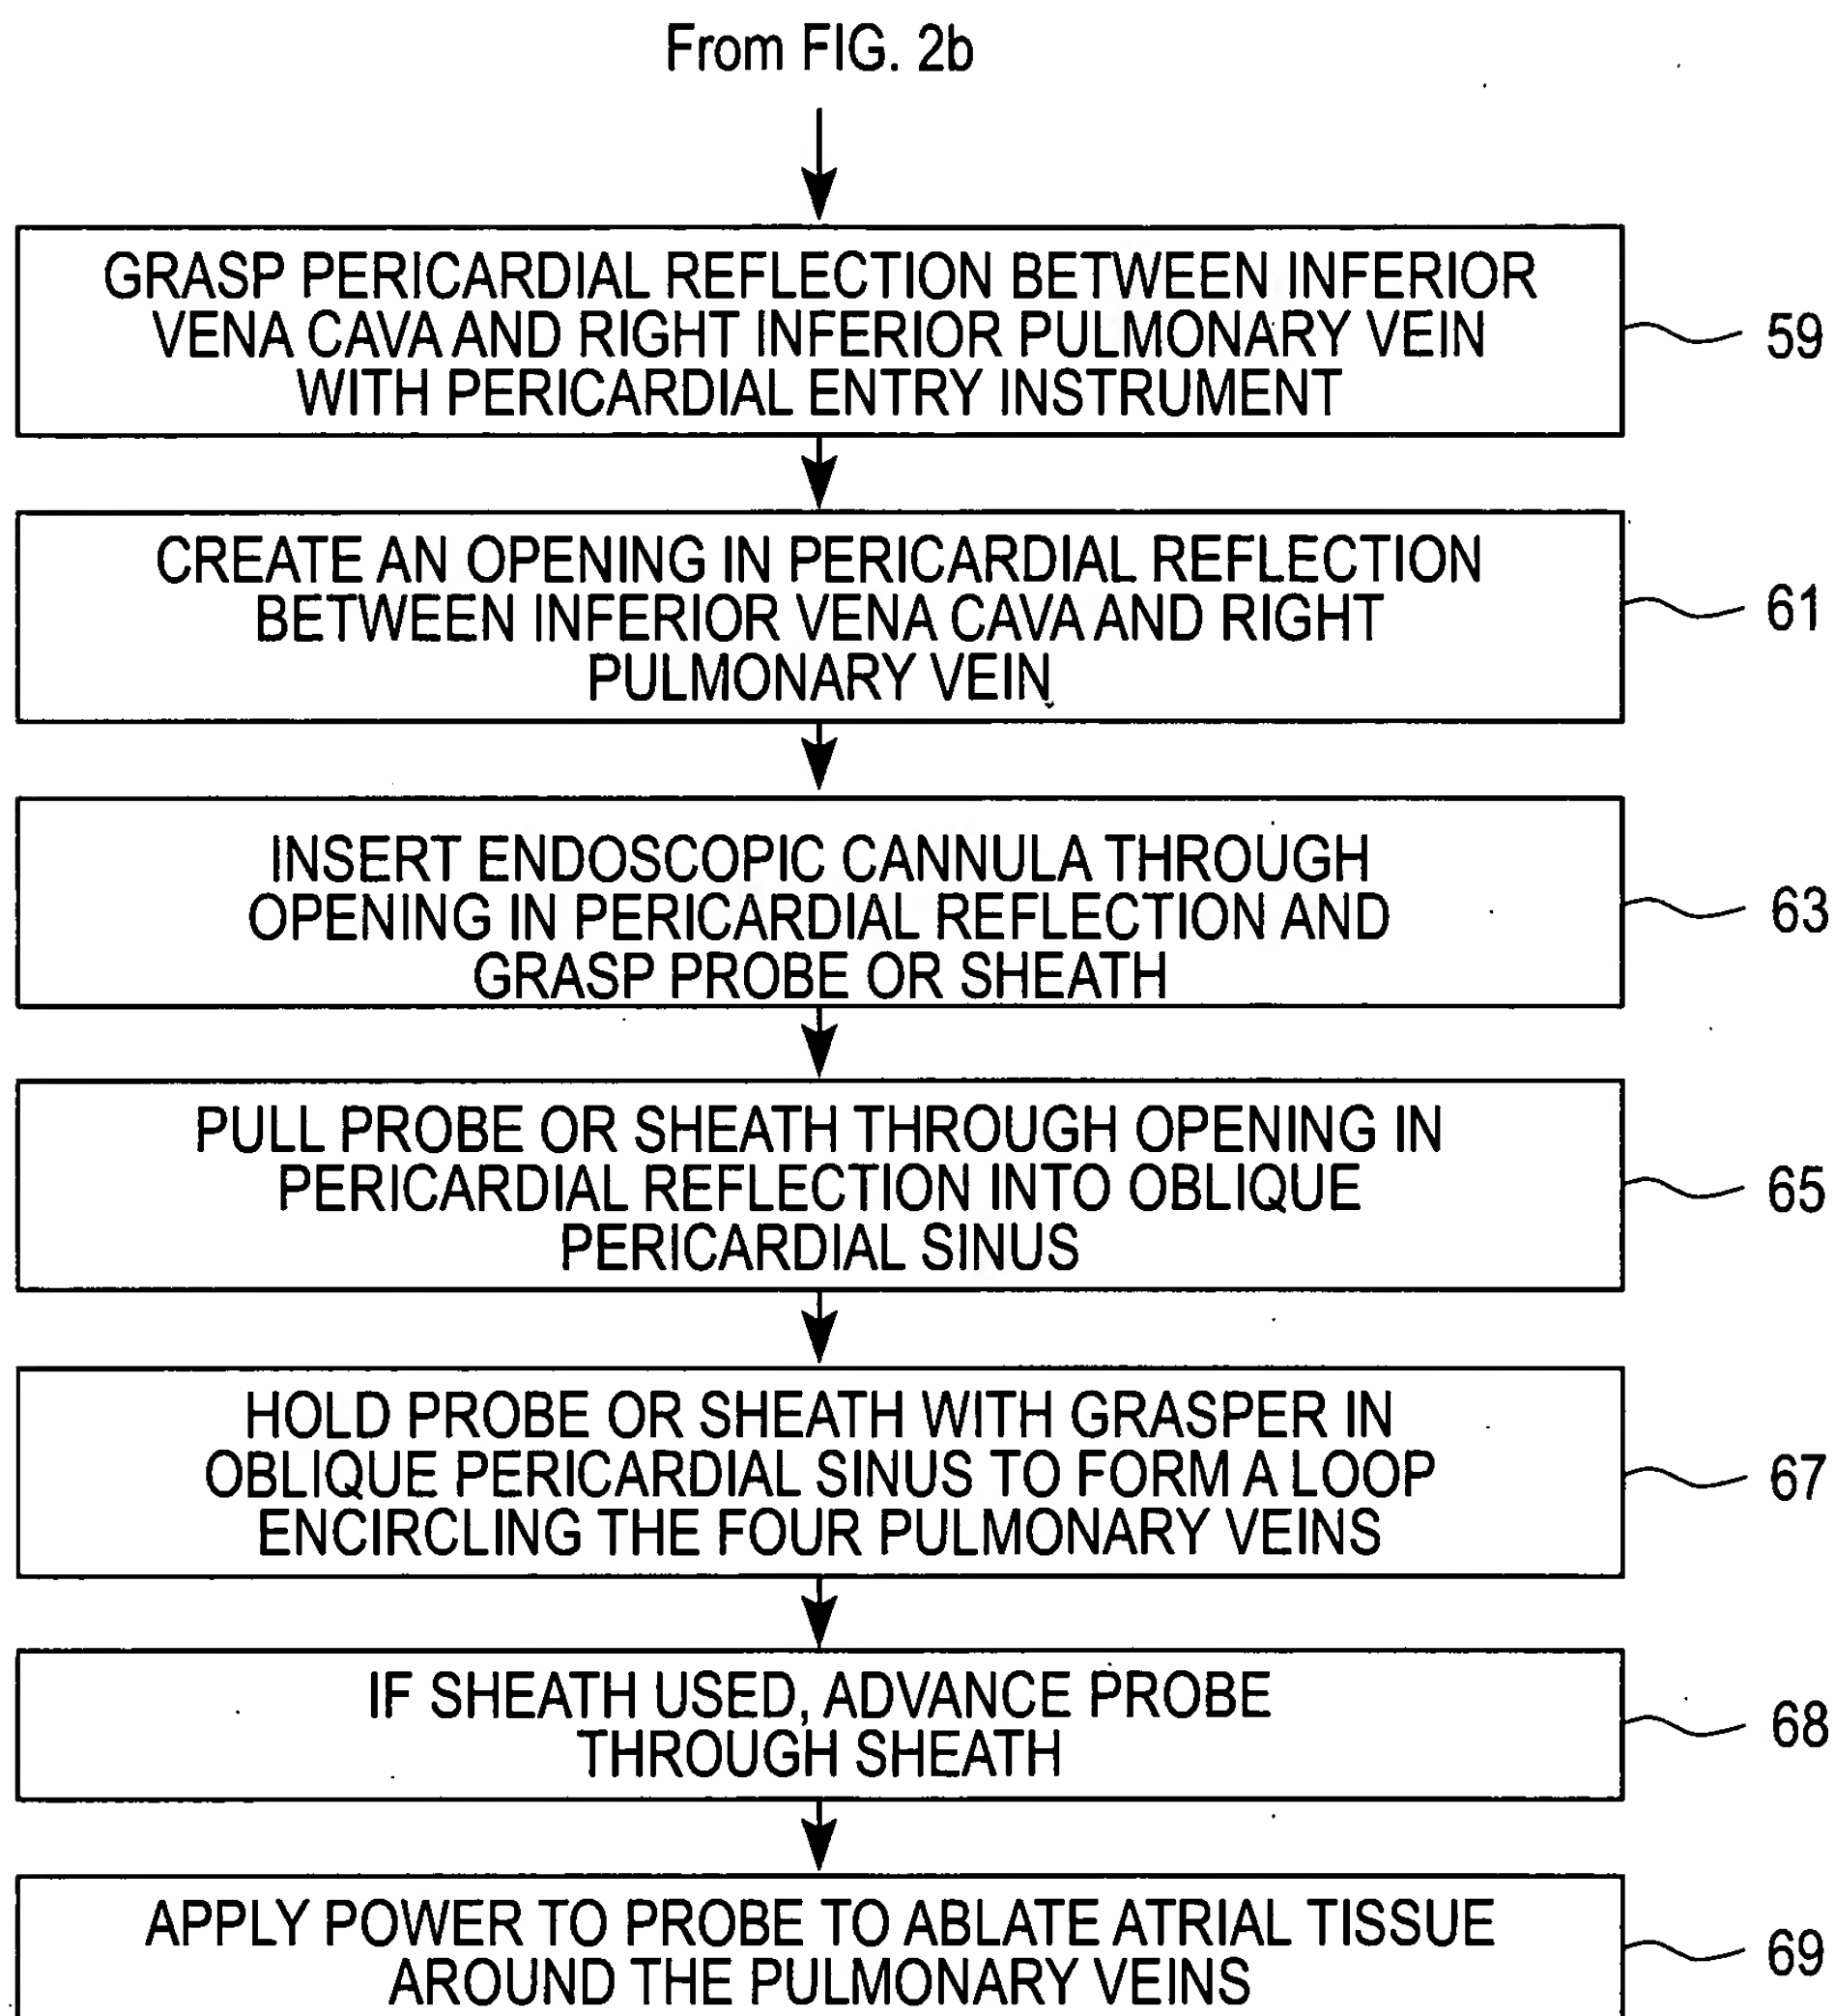 From FIG. 2b
GRASP PERICARDIAL REFLECTION BETWEEN INFERIOR
VENA CAVA AND RIGHT INFERIOR PULMONARY VEIN
WITH PERICARDIAL ENTRY INSTRUMENT
59
CREATE AN OPENING IN PERICARDIAL REFLECTION
BETWEEN INFERIOR VENA CAVA AND RIGHT
PULMONARY VEIN
61
INSERT ENDOSCOPIC CANNULA THROUGH
OPENING IN PERICARDIAL REFLECTION AND
GRASP PROBE OR SHEATH
63
PULL PROBE OR SHEATH THROUGH OPENING IN
PERICARDIAL REFLECTION INTO OBLIQUE
PERICARDIAL SINUS
65
HOLD PROBE OR SHEATH WITH GRASPER IN
OBLIQUE PERICARDIAL SINUS TO FORM A LOOP
ENCIRCLING THE FOUR PULMONARY VEINS
67
IF SHEATH USED, ADVANCE PROBE
THROUGH SHEATH
68
APPLY POWER TO PROBE TO ABLATE ATRIAL TISSUE
AROUND THE PULMONARY VEINS
69